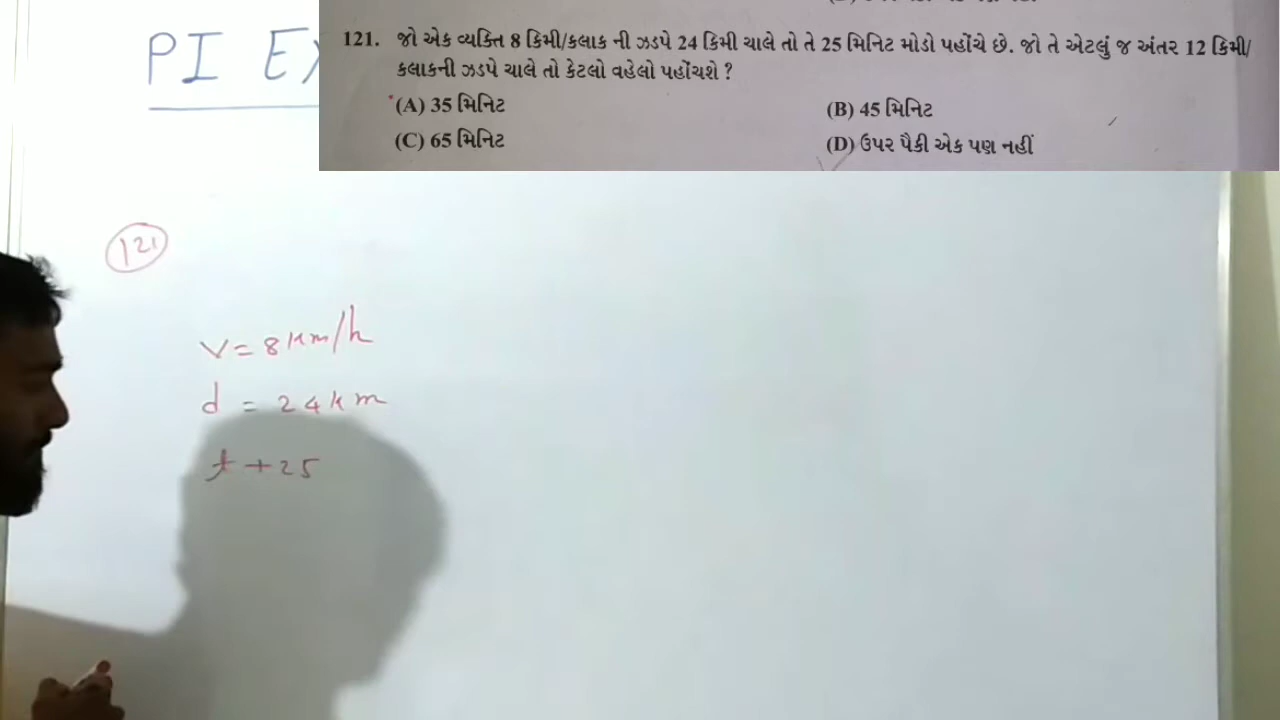 PI Ex
121. જો એક વ્યક્તિ 8 કિમી/કલાક ની ઝડપે 24 કિમી ચાલે તો તે 25 મિનિટ મોડો પહોંચે છે. જો તે એટલું જ અંતર 12 કિમી/
કલાકની ઝડપે ચાલે તો કેટલો વહેલો પહોંચશે ?
(A) 35 મિનિટ (B) 45 મિનિટ
(C) 65 મિનિટ (D) ઉપર પૈકી એક પણ નહીં
121
v = 8 km/h
d = 24 km
t + 25